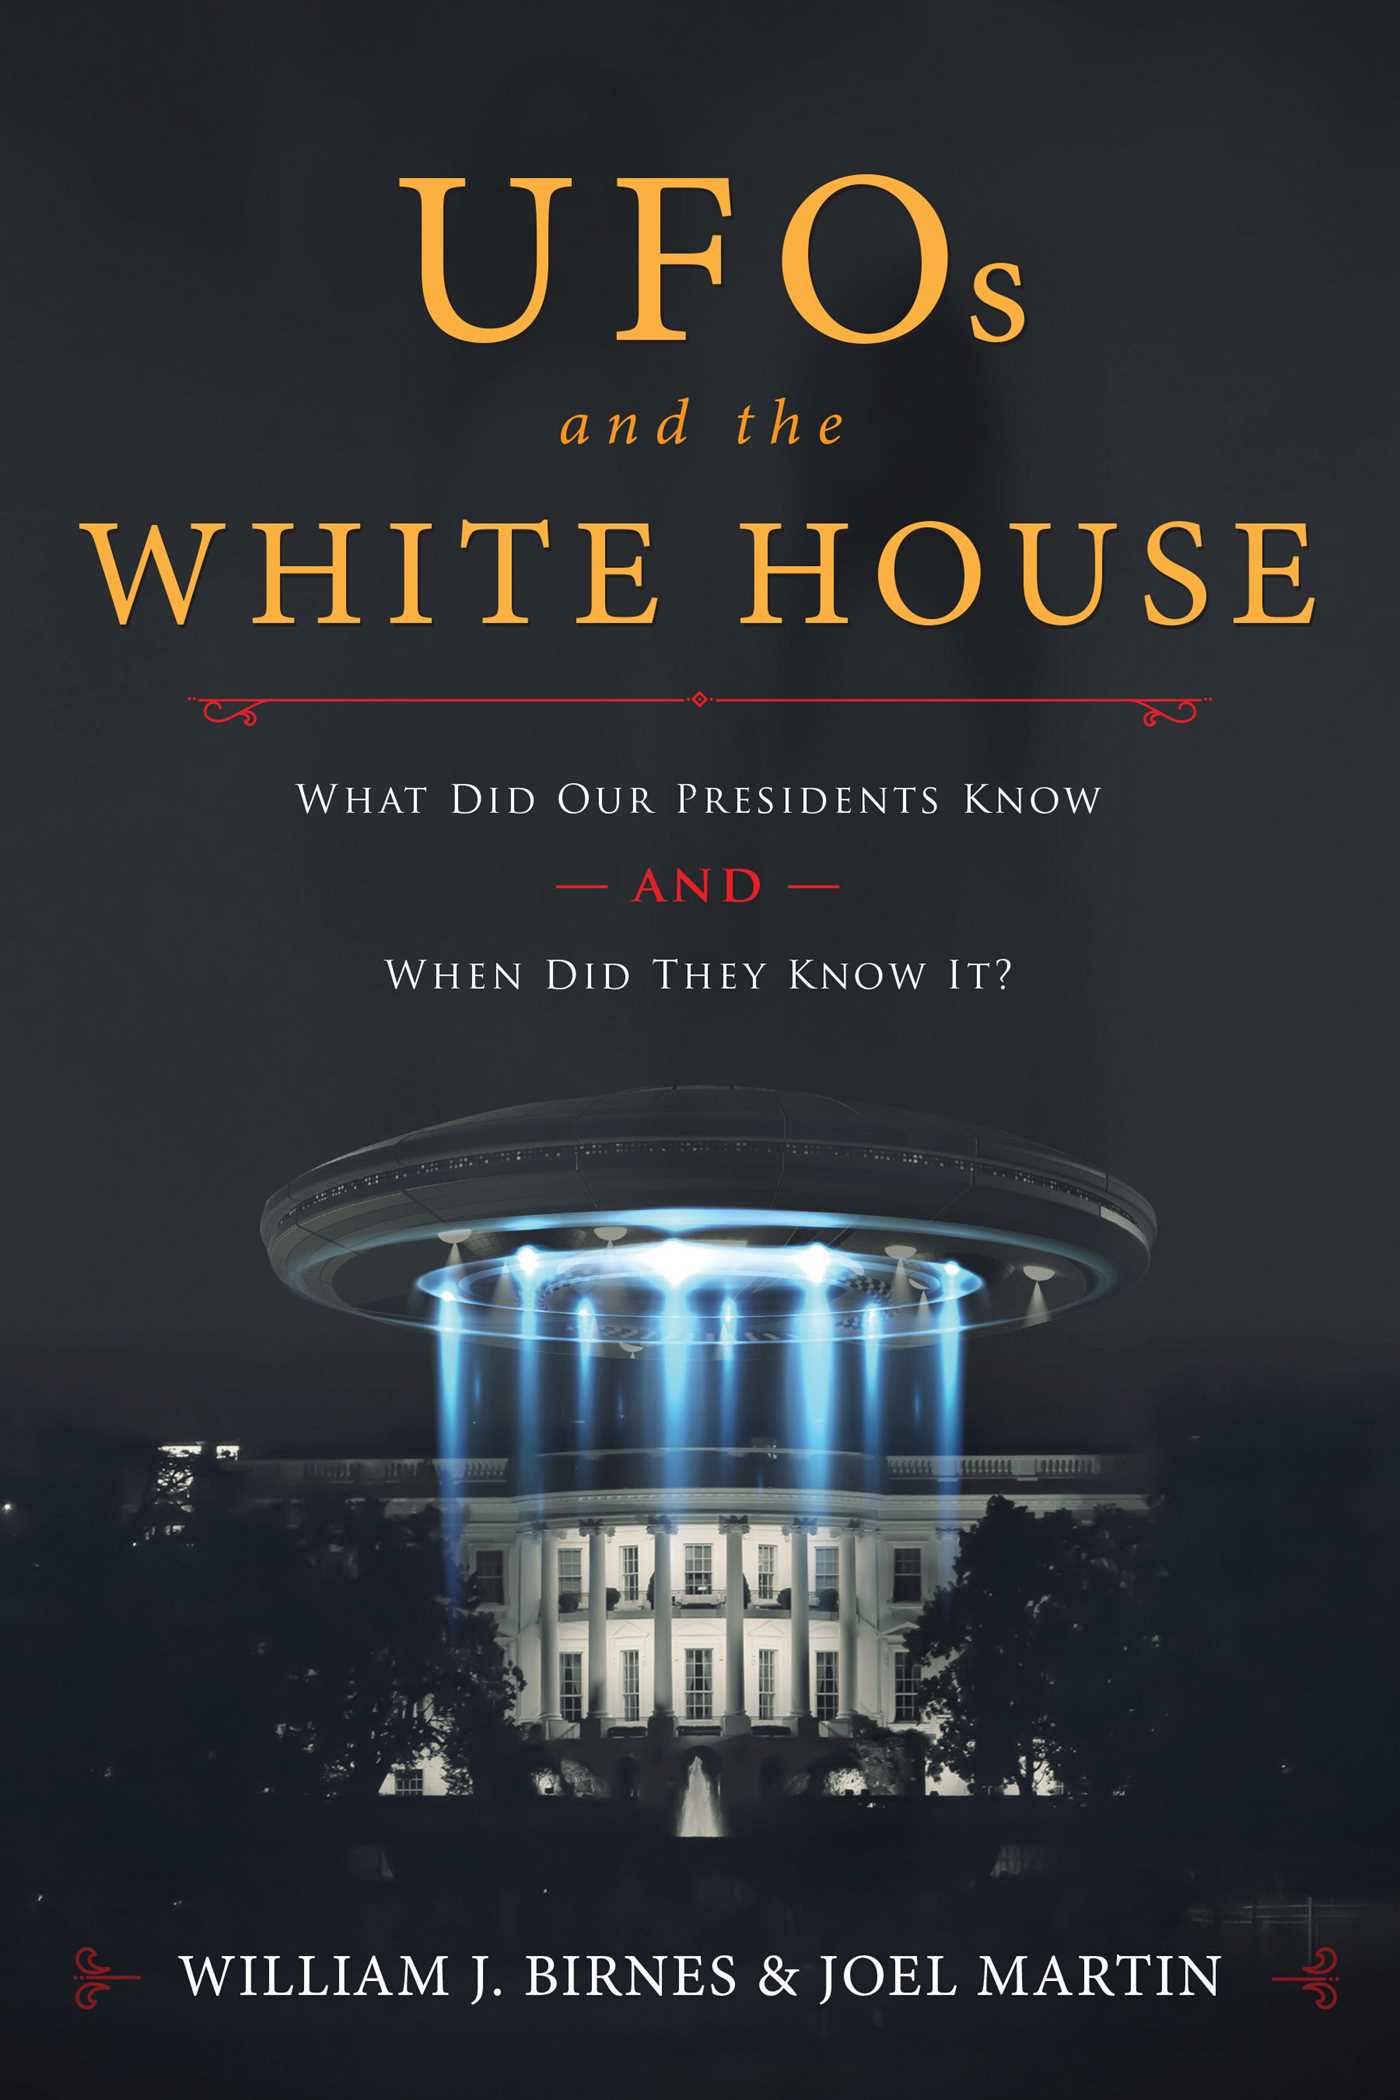 UFOs
and the
WHITE HOUSE
WHAT DID OUR PRESIDENTS KNOW
— AND —
WHEN DID THEY KNOW IT?
WILLIAM J. BIRNES & JOEL MARTIN